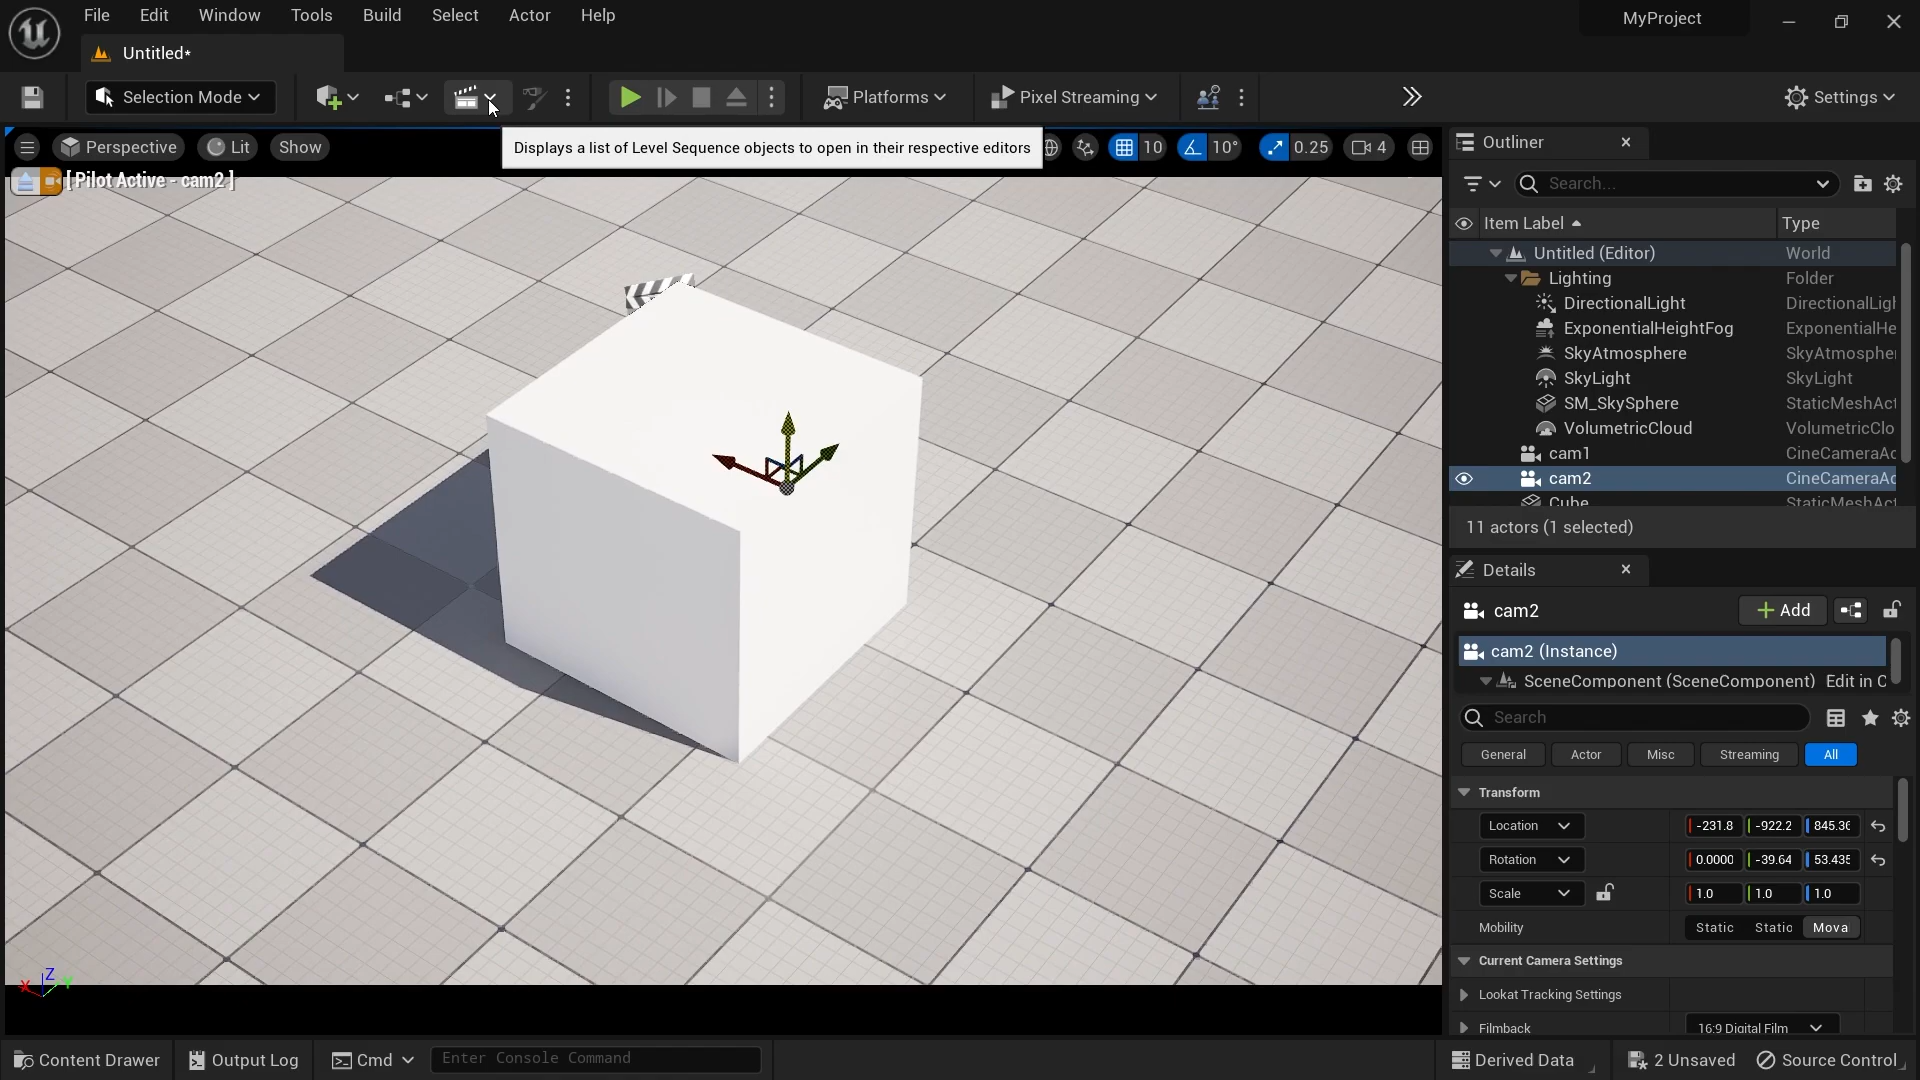 File Edit Window Tools Build Select Actor Help
MyProject
Untitled*
Selection Mode
Platforms
Pixel Streaming
Settings
Perspective
Lit
Show
Displays a list of Level Sequence objects to open in their respective editors
10
10°
0.25
4
[ Pilot Active - cam2 ]
Outliner
Search...
Item Label
Type
Untitled (Editor) World
Lighting Folder
DirectionalLight DirectionalLigh
ExponentialHeightFog ExponentialHe
SkyAtmosphere SkyAtmospher
SkyLight SkyLight
SM_SkySphere StaticMeshAct
VolumetricCloud VolumetricClo
cam1 CineCameraAc
cam2 CineCameraAc
Cube StaticMeshAct
11 actors (1 selected)
Details
cam2
Add
cam2 (Instance)
SceneComponent (SceneComponent) Edit in C
Search
General Actor Misc Streaming All
Transform
Location -231.8 -922.2 845.36
Rotation 0.0000 -39.64 53.435
Scale 1.0 1.0 1.0
Mobility Static Static Mova
Current Camera Settings
Lookat Tracking Settings
Filmback 16:9 Digital Film
X Y Z
Content Drawer
Output Log
Cmd
Enter Console Command
Derived Data
2 Unsaved
Source Control